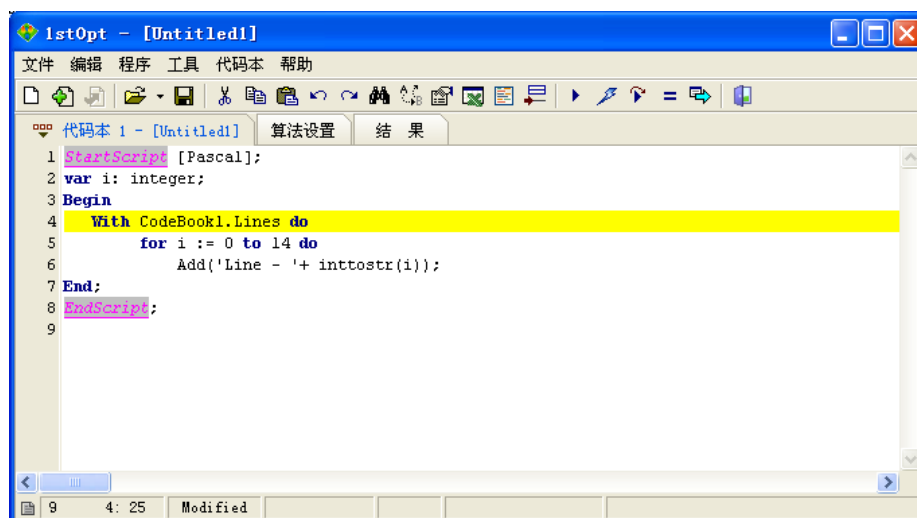 1stOpt - [Untitled1]
文件 编辑 程序 工具 代码本 帮助
代码本 1 - [Untitled1] 算法设置 结 果
1 StartScript [Pascal];
2 var i: integer;
3 Begin
4 With CodeBook1.Lines do
5 for i := 0 to 14 do
6 Add('Line - '+ inttostr(i));
7 End;
8 EndScript;
9
9 4: 25 Modified